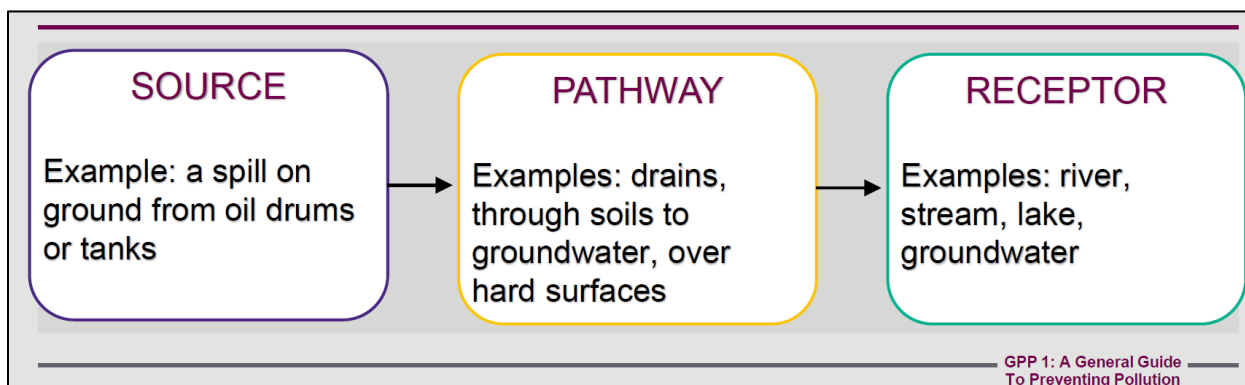 SOURCE
Example: a spill on
ground from oil drums
or tanks
PATHWAY
Examples: drains,
through soils to
groundwater, over
hard surfaces
RECEPTOR
Examples: river,
stream, lake,
groundwater
GPP 1: A General Guide
To Preventing Pollution